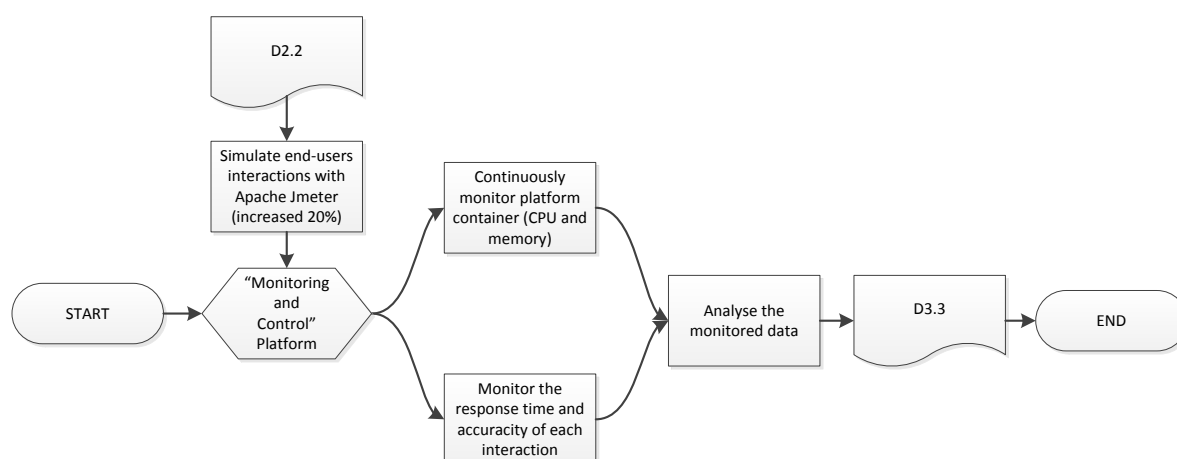 D2.2
Simulate end-users
interactions with
Apache Jmeter
(increased 20%)
START
“Monitoring
and
Control”
Platform
Continuously
monitor platform
container (CPU and
memory)
Monitor the
response time and
accuracity of each
interaction
Analyse the
monitored data
D3.3
END